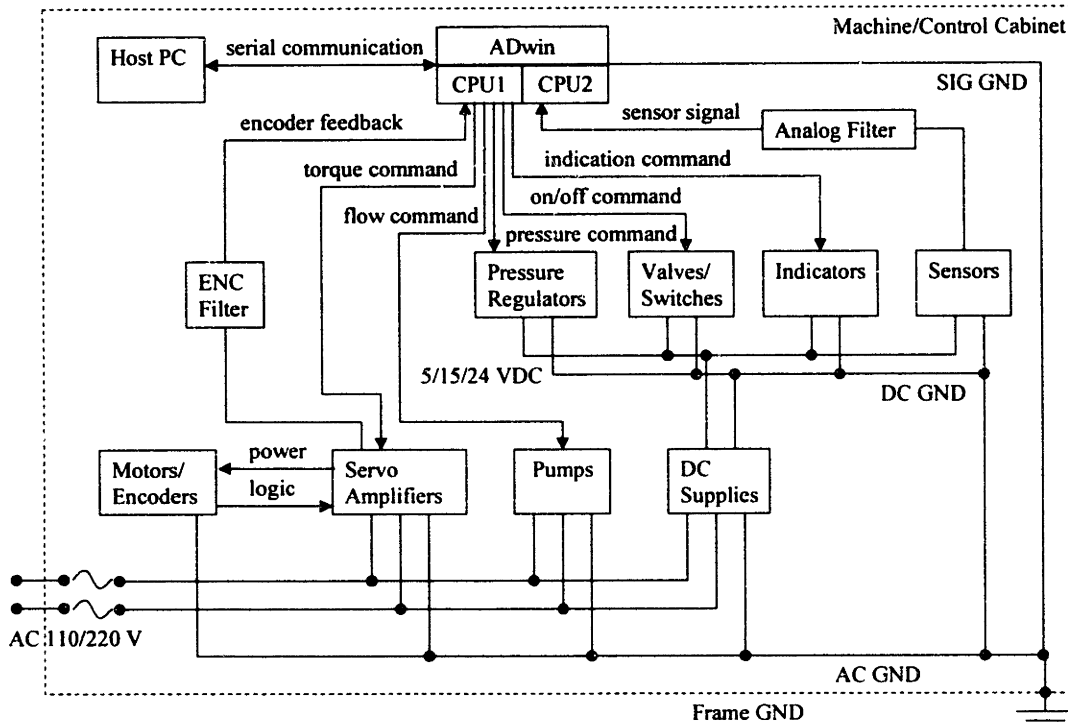 Machine/Control Cabinet
Host PC
serial communication
ADwin
CPU1
CPU2
SIG GND
encoder feedback
sensor signal
Analog Filter
torque command
indication command
flow command
on/off command
pressure command
ENC
Filter
Pressure
Regulators
Valves/
Switches
Indicators
Sensors
5/15/24 VDC
DC GND
Motors/
Encoders
power
logic
Servo
Amplifiers
Pumps
DC
Supplies
AC 110/220 V
AC GND
Frame GND